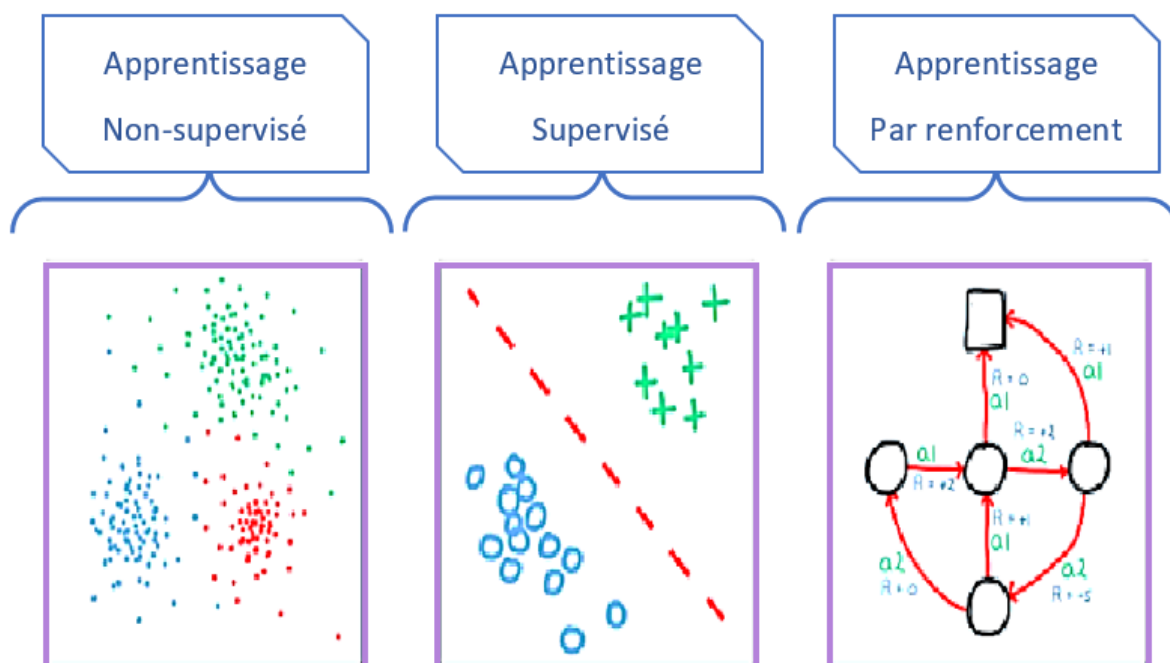 Apprentissage
Non-supervisé
Apprentissage
Supervisé
Apprentissage
Par renforcement
R = +1
a1
R = 0
a1
R = +2
a2
a1
R = +2
R = +1
a1
a2
R = 0
a2
R = -5